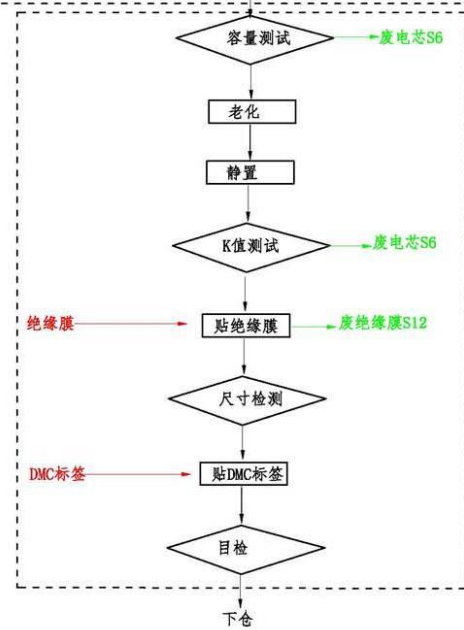 容量测试 废电芯S6
老化
静置
K值测试 废电芯S6
绝缘膜 贴绝缘膜 废绝缘膜S12
尺寸检测
DMC标签 贴DMC标签
目检
下仓